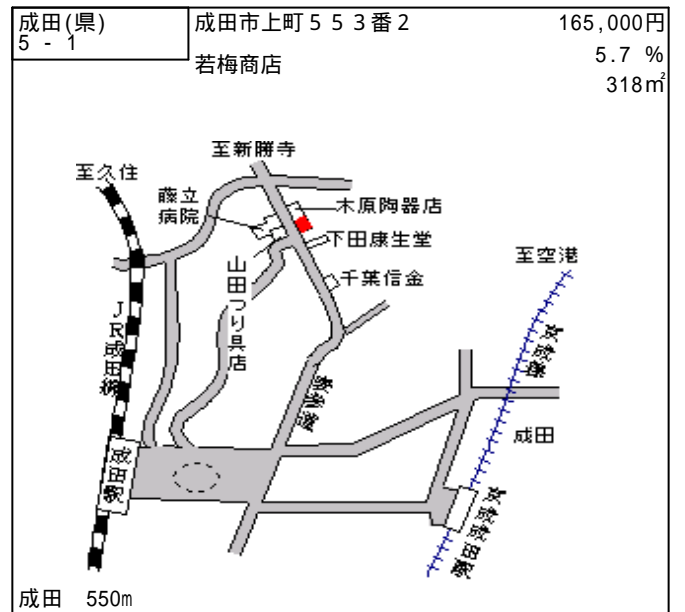 成田(県)
5 - 1
成田市上町５５３番２
165,000円
若梅商店
5.7 %
318㎡
至新勝寺
至久住
藤立
病院
木原陶器店
下田康生堂
至空港
山田つり具店
千葉信金
JR成田線
京成線
参道
成田
成田駅
京成成田駅
成田 550m